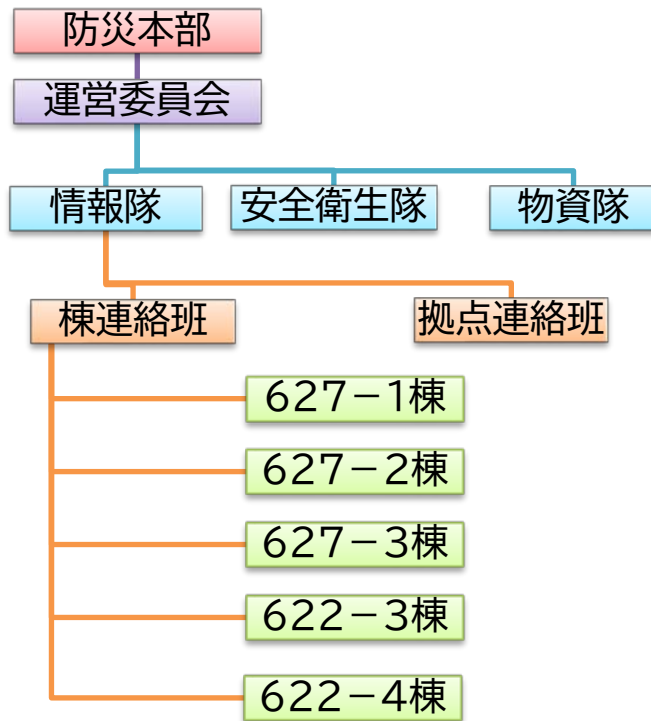 防災本部
運営委員会
情報隊
安全衛生隊
物資隊
棟連絡班
拠点連絡班
627－1棟
627－2棟
627－3棟
622－3棟
622－4棟